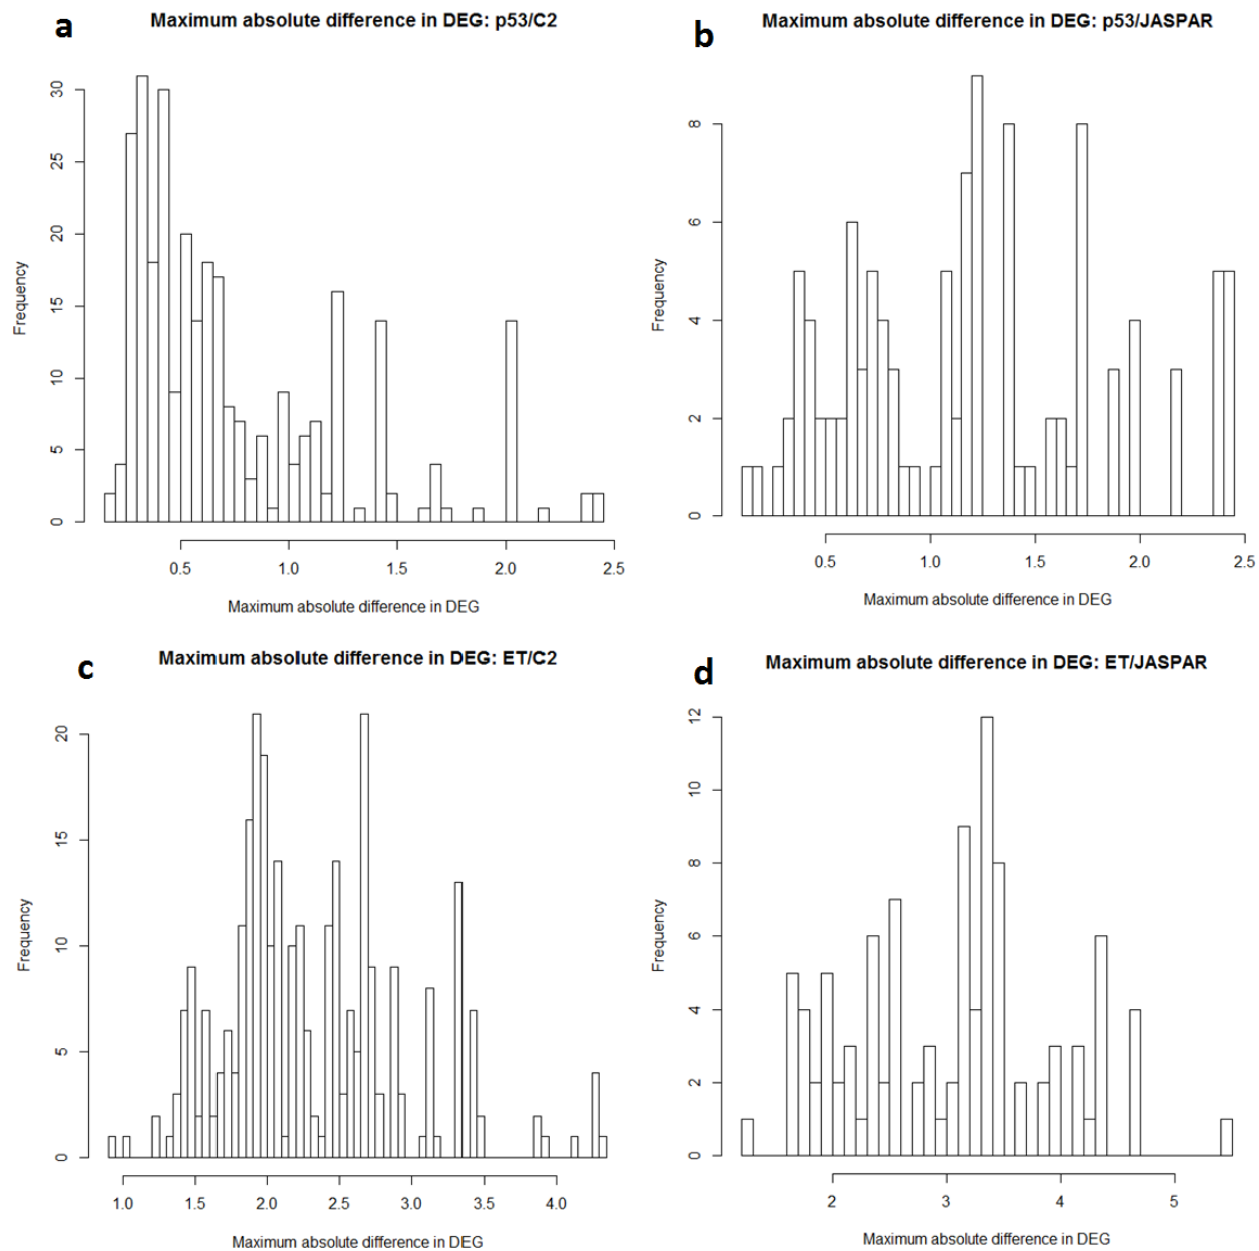 a
Maximum absolute difference in DEG: p53/C2
Frequency
0
5
10
15
20
25
30
0.5 1.0 1.5 2.0 2.5
Maximum absolute difference in DEG
b
Maximum absolute difference in DEG: p53/JASPAR
Frequency
0
2
4
6
8
0.5 1.0 1.5 2.0 2.5
Maximum absolute difference in DEG
c
Maximum absolute difference in DEG: ET/C2
Frequency
0
5
10
15
20
1.0 1.5 2.0 2.5 3.0 3.5 4.0
Maximum absolute difference in DEG
d
Maximum absolute difference in DEG: ET/JASPAR
Frequency
0
2
4
6
8
10
12
2 3 4 5
Maximum absolute difference in DEG